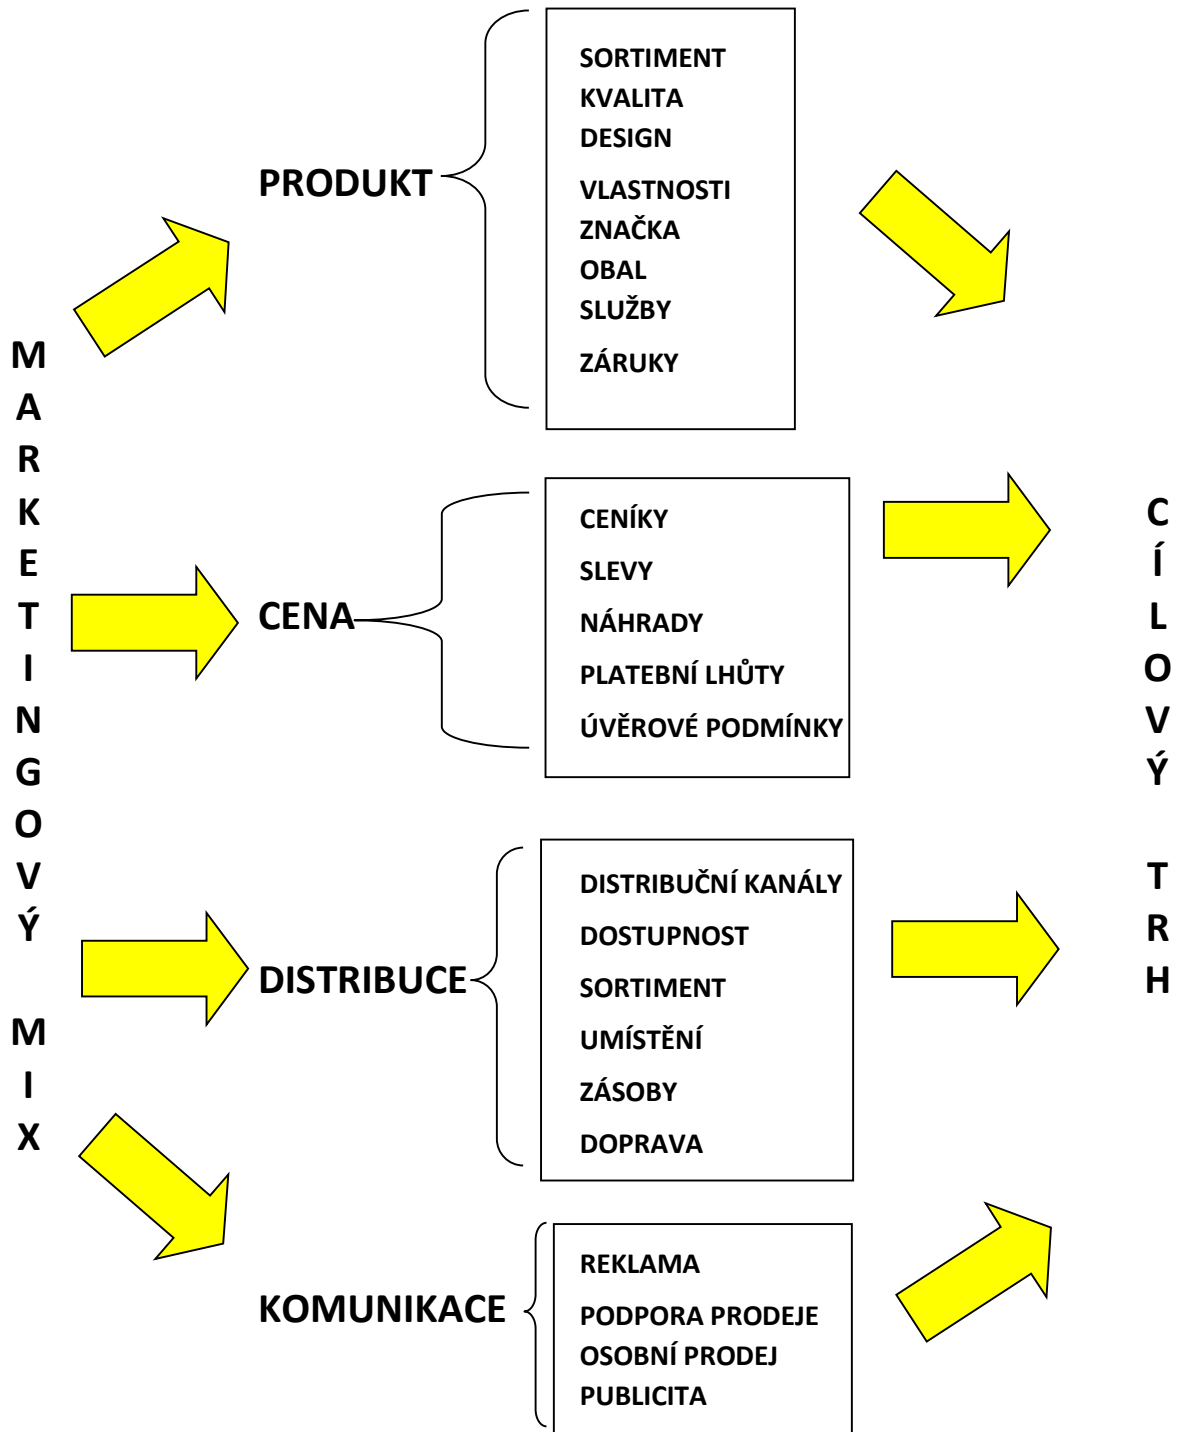 MARKETINGOVÝ MIX
PRODUKT
SORTIMENT
KVALITA
DESIGN
VLASTNOSTI
ZNAČKA
OBAL
SLUŽBY
ZÁRUKY
CENA
CENÍKY
SLEVY
NÁHRADY
PLATEBNÍ LHŮTY
ÚVĚROVÉ PODMÍNKY
DISTRIBUCE
DISTRIBUČNÍ KANÁLY
DOSTUPNOST
SORTIMENT
UMÍSTĚNÍ
ZÁSOBY
DOPRAVA
KOMUNIKACE
REKLAMA
PODPORA PRODEJE
OSOBNÍ PRODEJ
PUBLICITA
CÍLOVÝ TRH